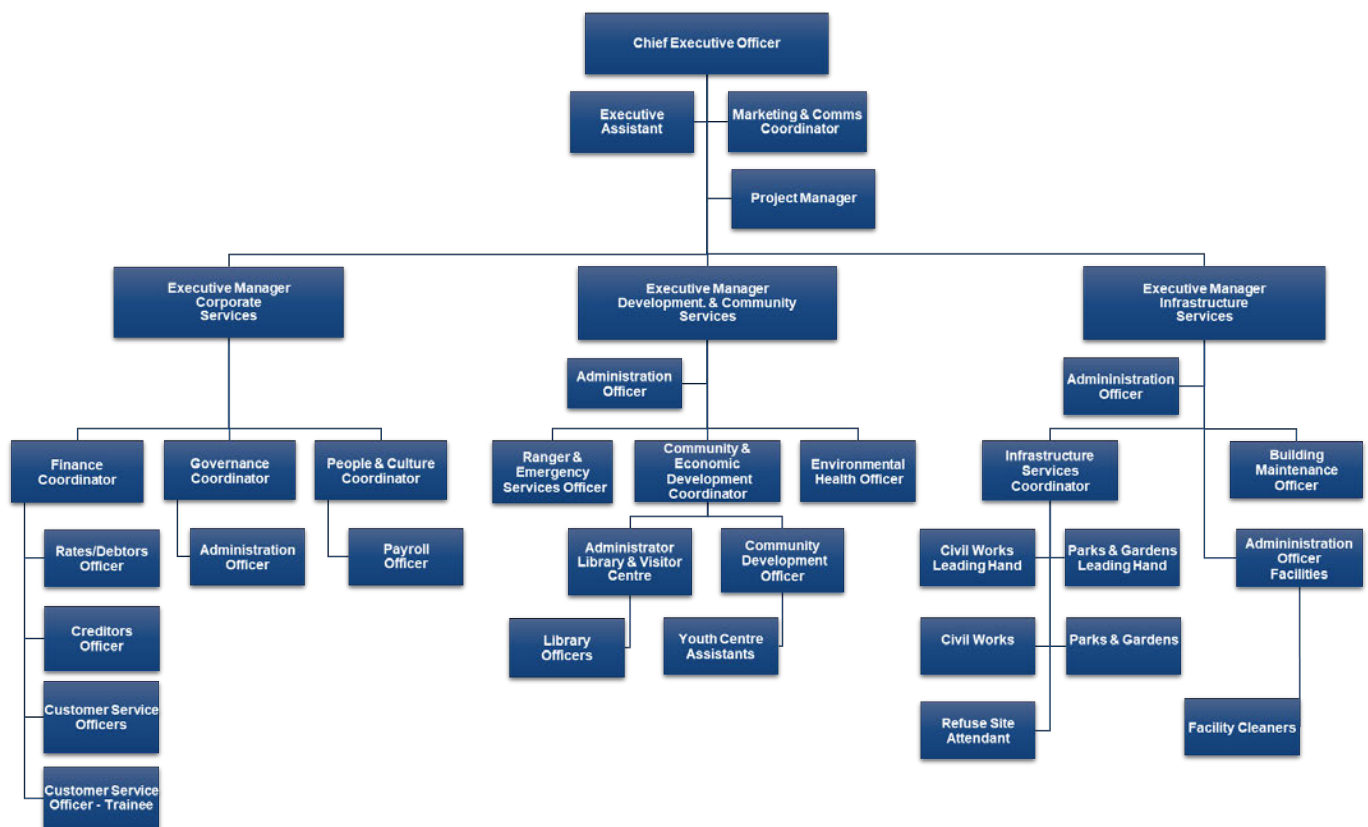 Chief Executive Officer
Executive
Assistant
Marketing & Comms
Coordinator
Project Manager
Executive Manager
Corporate
Services
Executive Manager
Development. & Community
Services
Executive Manager
Infrastructure
Services
Administration
Officer
Admininistration
Officer
Finance
Coordinator
Governance
Coordinator
People & Culture
Coordinator
Ranger &
Emergency
Services Officer
Community &
Economic
Development
Coordinator
Environmental
Health Officer
Infrastructure
Services
Coordinator
Building
Maintenance
Officer
Rates/Debtors
Officer
Administration
Officer
Payroll
Officer
Administrator
Library & Visitor
Centre
Community
Development
Officer
Civil Works
Leading Hand
Parks & Gardens
Leading Hand
Admininistration
Officer
Facilities
Creditors
Officer
Library
Officers
Youth Centre
Assistants
Civil Works
Parks & Gardens
Customer Service
Officers
Refuse Site
Attendant
Facility Cleaners
Customer Service
Officer - Trainee